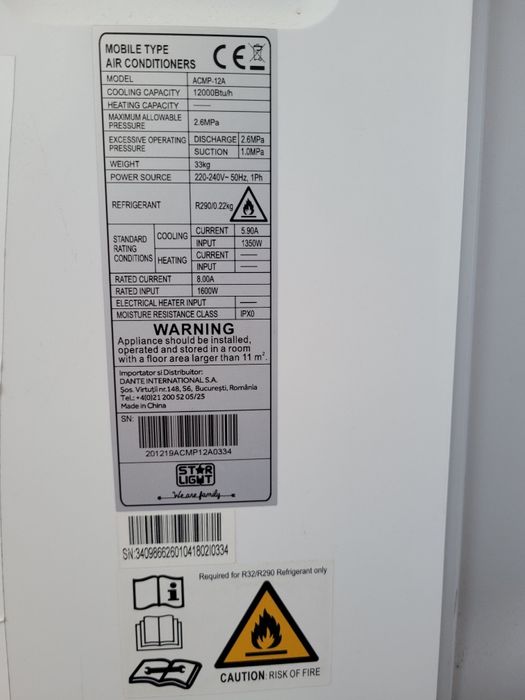 MOBILE TYPE
AIR CONDITIONERS
CE
MODEL ACMP-12A
COOLING CAPACITY 12000Btu/h
HEATING CAPACITY ——
MAXIMUM ALLOWABLE
PRESSURE 2.6MPa
EXCESSIVE OPERATING
PRESSURE DISCHARGE 2.6MPa
SUCTION 1.0MPa
WEIGHT 33kg
POWER SOURCE 220-240V~ 50Hz, 1Ph
REFRIGERANT R290/0.22kg
STANDARD
RATING
CONDITIONS
COOLING CURRENT 5.90A
INPUT 1350W
HEATING CURRENT ——
INPUT ——
RATED CURRENT 8.00A
RATED INPUT 1600W
ELECTRICAL HEATER INPUT ——
MOISTURE RESISTANCE CLASS IPX0
WARNING
Appliance should be installed,
operated and stored in a room
with a floor area larger than 11 m².
Importator si Distribuitor:
DANTE INTERNATIONAL S.A.
Șos. Virtuții nr.148, S6, București, România
Tel.: +4(0)21 200 52 05/25
Made in China
SN:
201219ACMP12A0334
STAR
LIGHT
We are family
SN:34098662601041802I0334
Required for R32/R290 Refrigerant only
i
CAUTION: RISK OF FIRE